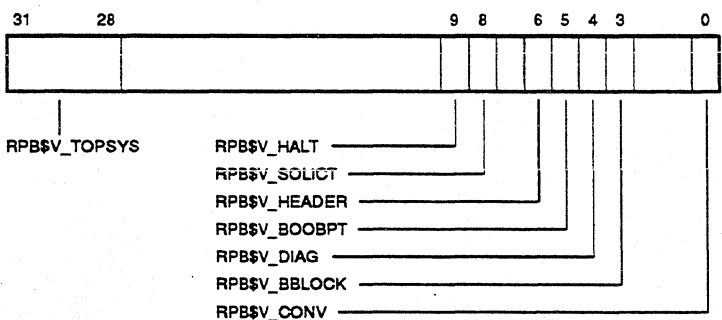 31 28 9 8 6 5 4 3 0
RPB$V_TOPSYS RPB$V_HALT
RPB$V_SOLICT
RPB$V_HEADER
RPB$V_BOOBPT
RPB$V_DIAG
RPB$V_BBLOCK
RPB$V_CONV